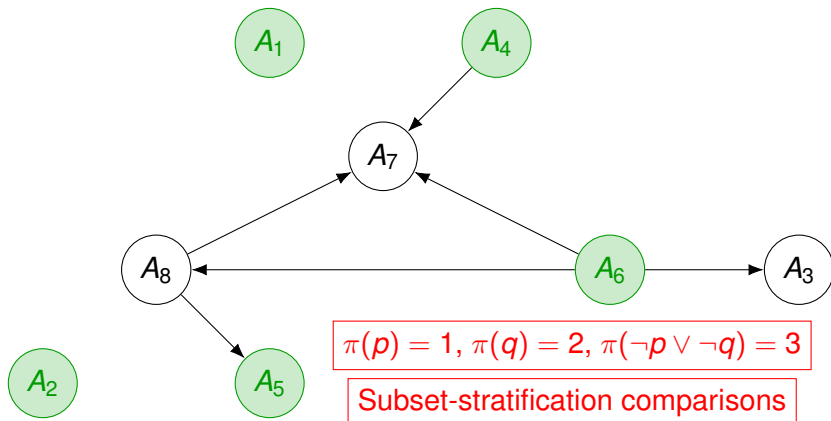 A₁ A₄
A₇
A₈ A₆ A₃
π(p) = 1, π(q) = 2, π(¬p ∨ ¬q) = 3
A₂ A₅
Subset-stratification comparisons